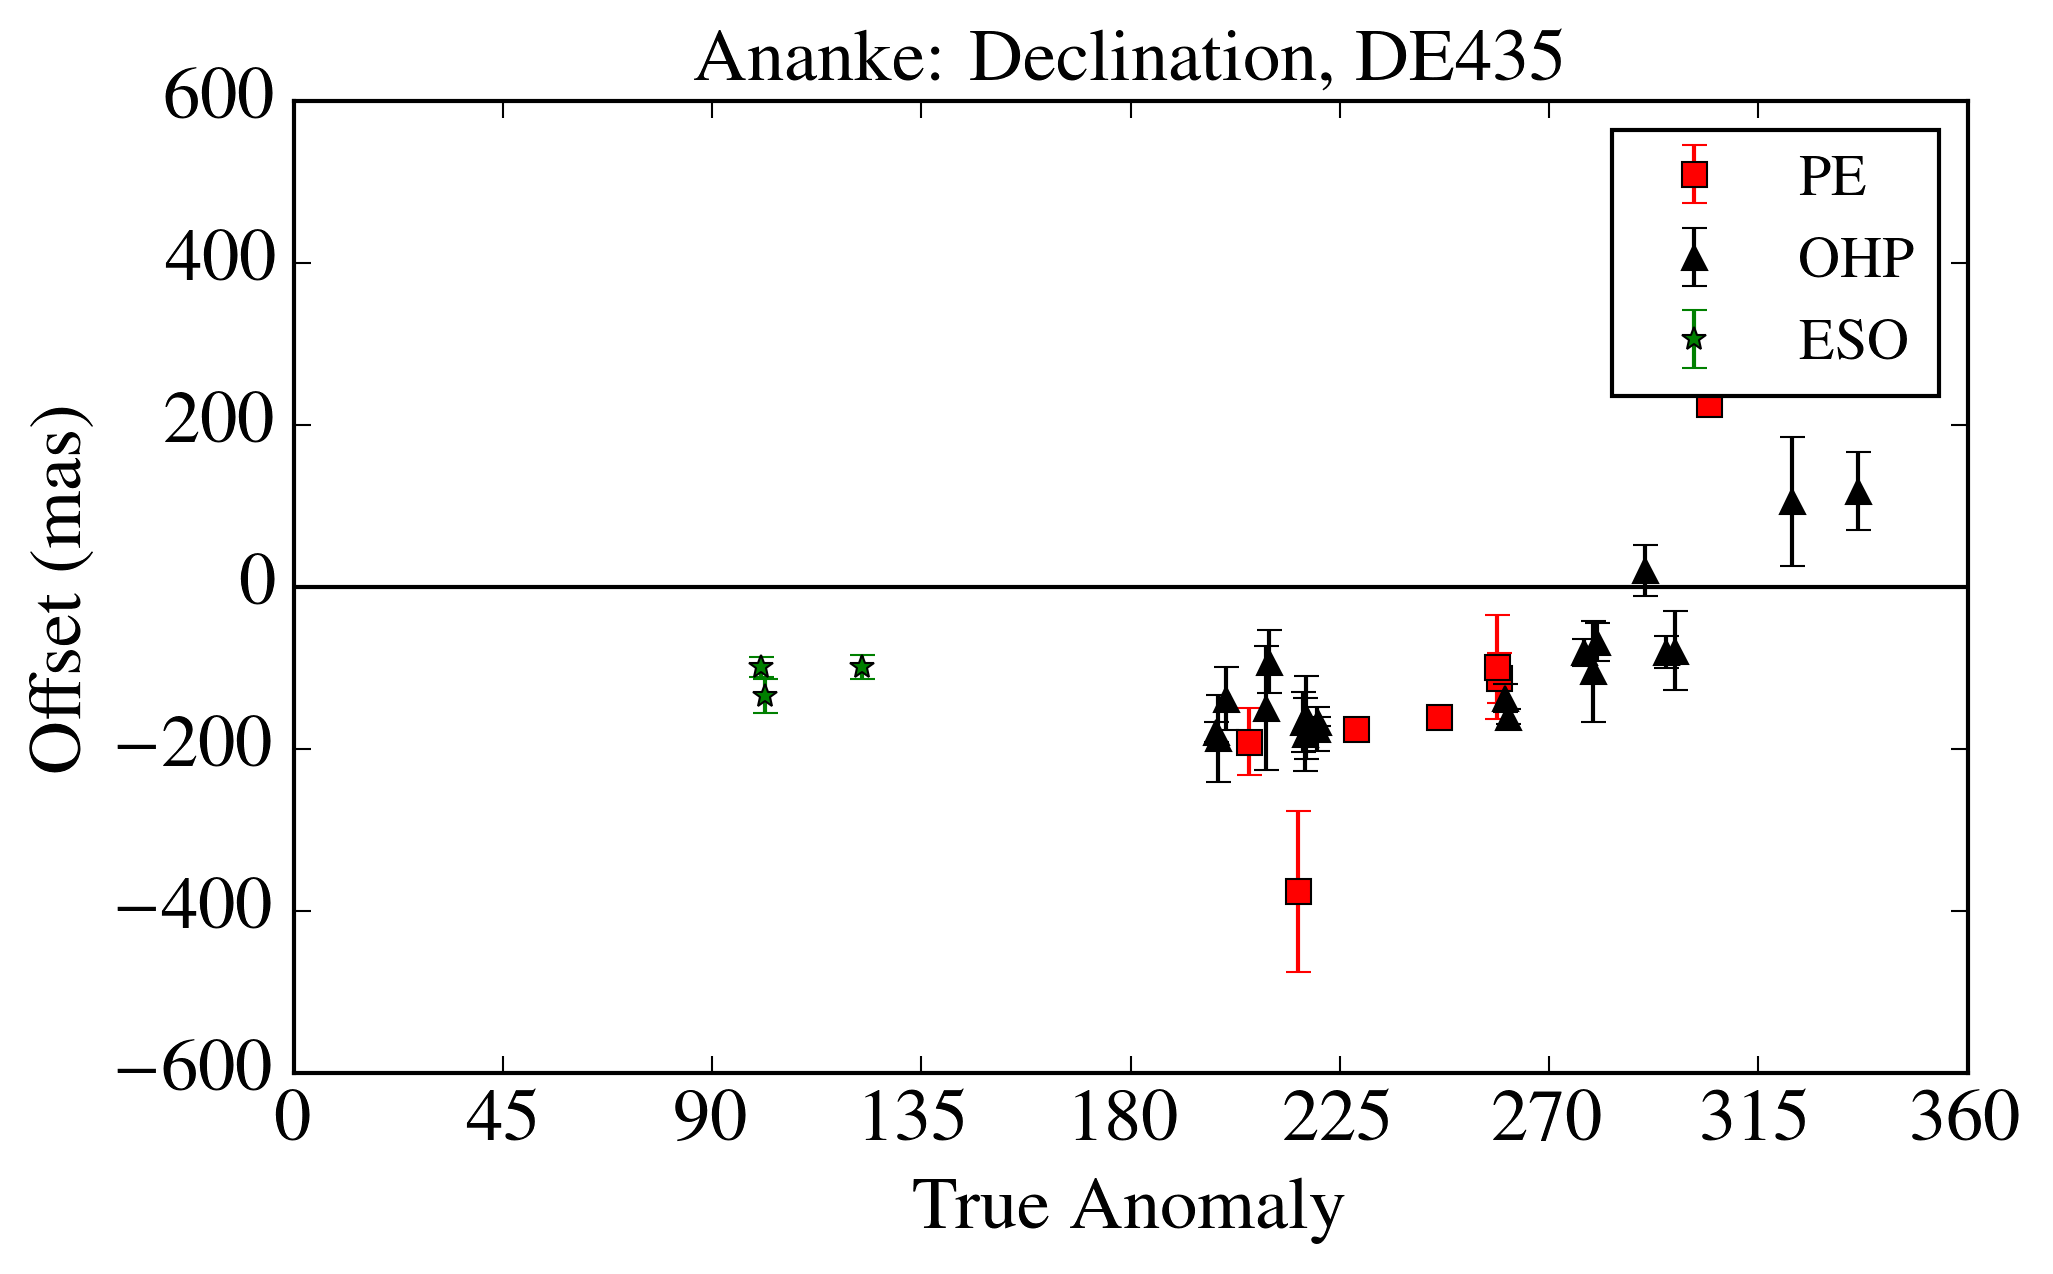 Ananke: Declination, DE435
600
400
200
0
−200
−400
−600
Offset (mas)
PE
OHP
ESO
0 45 90 135 180 225 270 315 360
True Anomaly